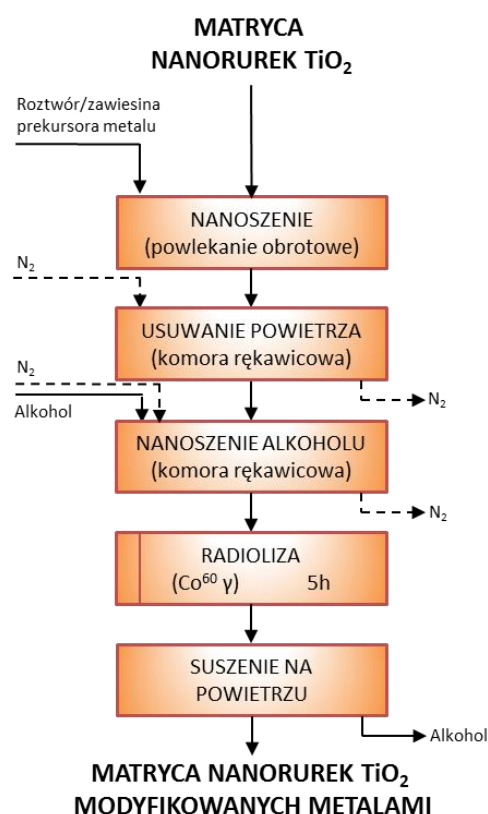 MATRYCA
NANORUREK TiO₂
Roztwór/zawiesina
prekursora metalu
NANOSZENIE
(powlekanie obrotowe)
N₂
USUWANIE POWIETRZA
(komora rękawicowa)
N₂
N₂
Alkohol
NANOSZENIE ALKOHOLU
(komora rękawicowa)
N₂
RADIOLIZA
(Co⁶⁰ γ) 5h
SUSZENIE NA
POWIETRZU
Alkohol
MATRYCA NANORUREK TiO₂
MODYFIKOWANYCH METALAMI